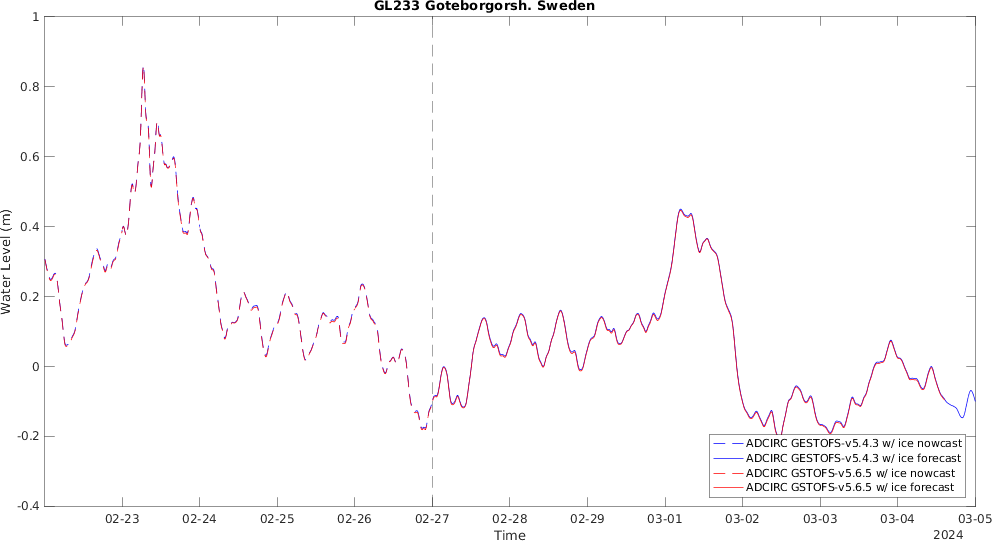 GL233 Goteborgorsh. Sweden
Water Level (m)
1
0.8
0.6
0.4
0.2
0
-0.2
-0.4
02-23 02-24 02-25 02-26 02-27 02-28 02-29 03-01 03-02 03-03 03-04 03-05
Time
2024
ADCIRC GESTOFS-v5.4.3 w/ ice nowcast
ADCIRC GESTOFS-v5.4.3 w/ ice forecast
ADCIRC GSTOFS-v5.6.5 w/ ice nowcast
ADCIRC GSTOFS-v5.6.5 w/ ice forecast